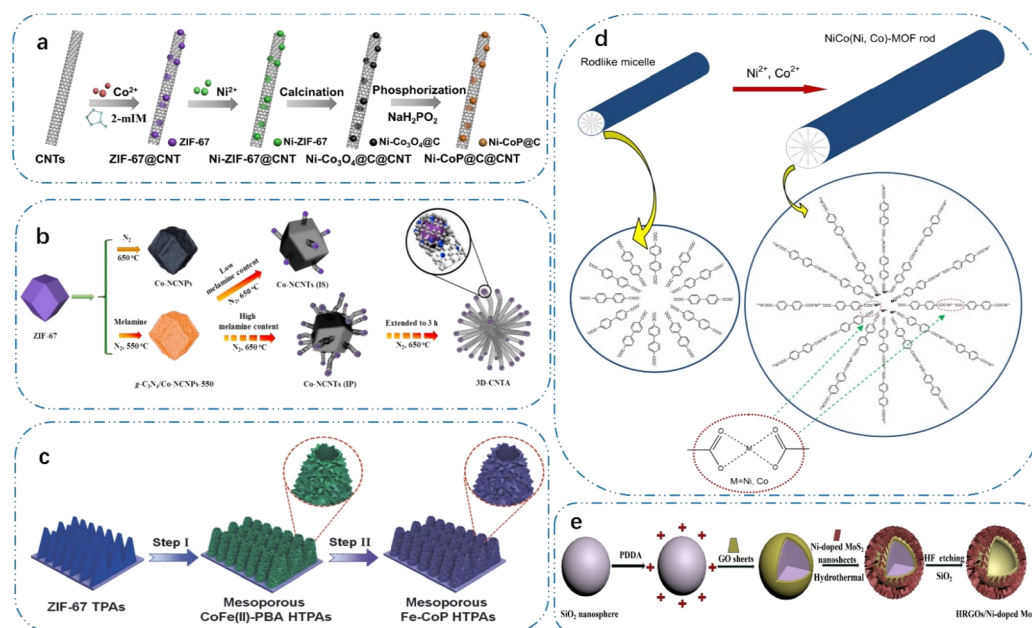 a
Co²⁺
2-mIM
Ni²⁺
Calcination
Phosphorization
NaH₂PO₂
CNTs
ZIF-67
ZIF-67@CNT
Ni-ZIF-67
Ni-ZIF-67@CNT
Ni-Co₃O₄@C
Ni-Co₃O₄@C@CNT
Ni-CoP@C
Ni-CoP@C@CNT
b
ZIF-67
N₂
650 °C
Co-NCNPs
Melamine
N₂, 550 °C
g-C₃N₄/Co-NCNPs-550
Low
melamine content
N₂, 650 °C
Co-NCNTs (IS)
High
melamine content
N₂, 650 °C
Co-NCNTs (IP)
Extended to 3 h
N₂, 650 °C
3D-CNTA
c
ZIF-67 TPAs
Step I
Mesoporous
CoFe(II)-PBA HTPAs
Step II
Mesoporous
Fe-CoP HTPAs
d
Rodlike micelle
Ni²⁺, Co²⁺
NiCo(Ni, Co)-MOF rod
O
O
M
O
O
M=Ni, Co
e
SiO₂ nanosphere
PDDA
GO sheets
Ni-doped MoS₂
nanosheets
Hydrothermal
HF etching
SiO₂
HRGOs/Ni-doped Mo